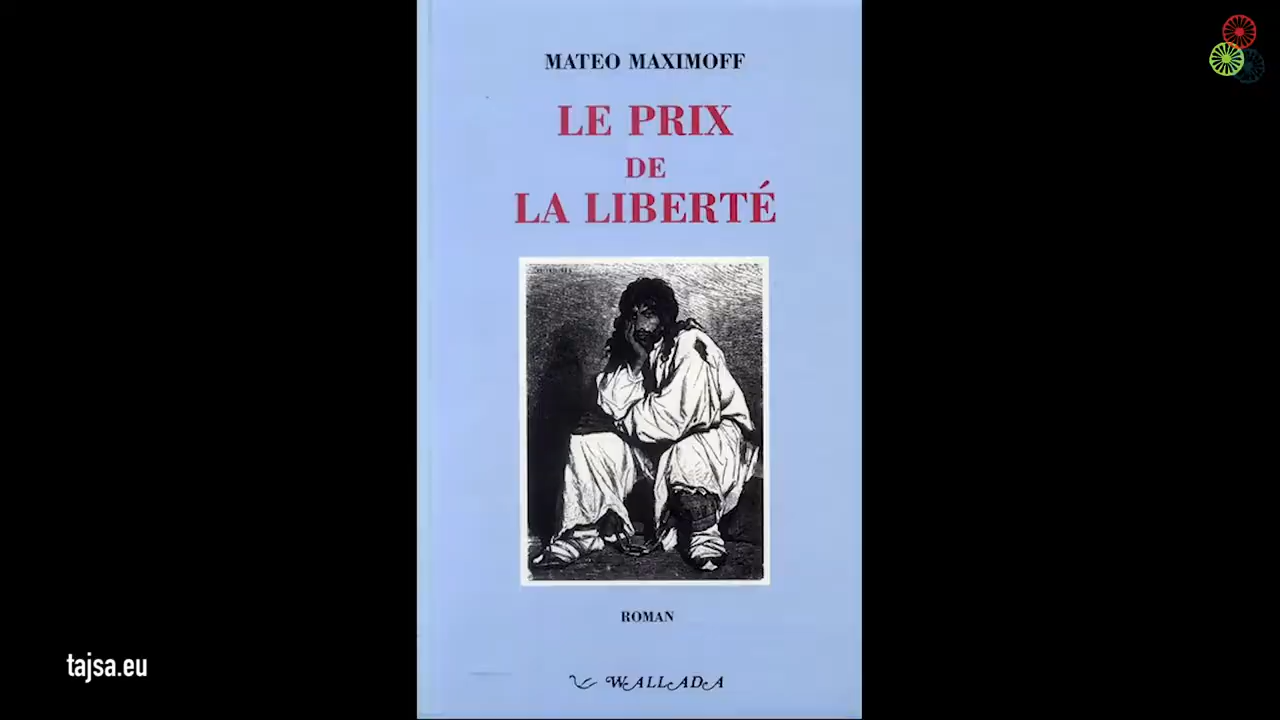 MATEO MAXIMOFF
LE PRIX
DE
LA LIBERTÉ
ROMAN
WALLADA
tajsa.eu